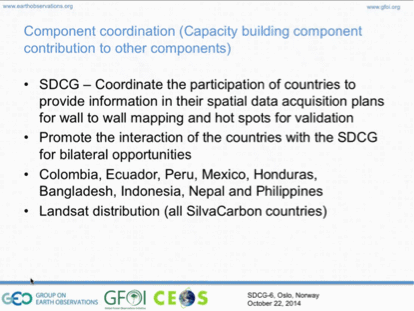 www.earthobservations.org
www.gfoi.org
Component coordination (Capacity building component
contribution to other components)
• SDCG – Coordinate the participation of countries to
provide information in their spatial data acquisition plans
for wall to wall mapping and hot spots for validation
• Promote the interaction of the countries with the SDCG
for bilateral opportunities
• Colombia, Ecuador, Peru, Mexico, Honduras,
Bangladesh, Indonesia, Nepal and Philippines
• Landsat distribution (all SilvaCarbon countries)
GEO GROUP ON
EARTH OBSERVATIONS
GFOI
CEOS
SDCG-6, Oslo, Norway
October 22, 2014